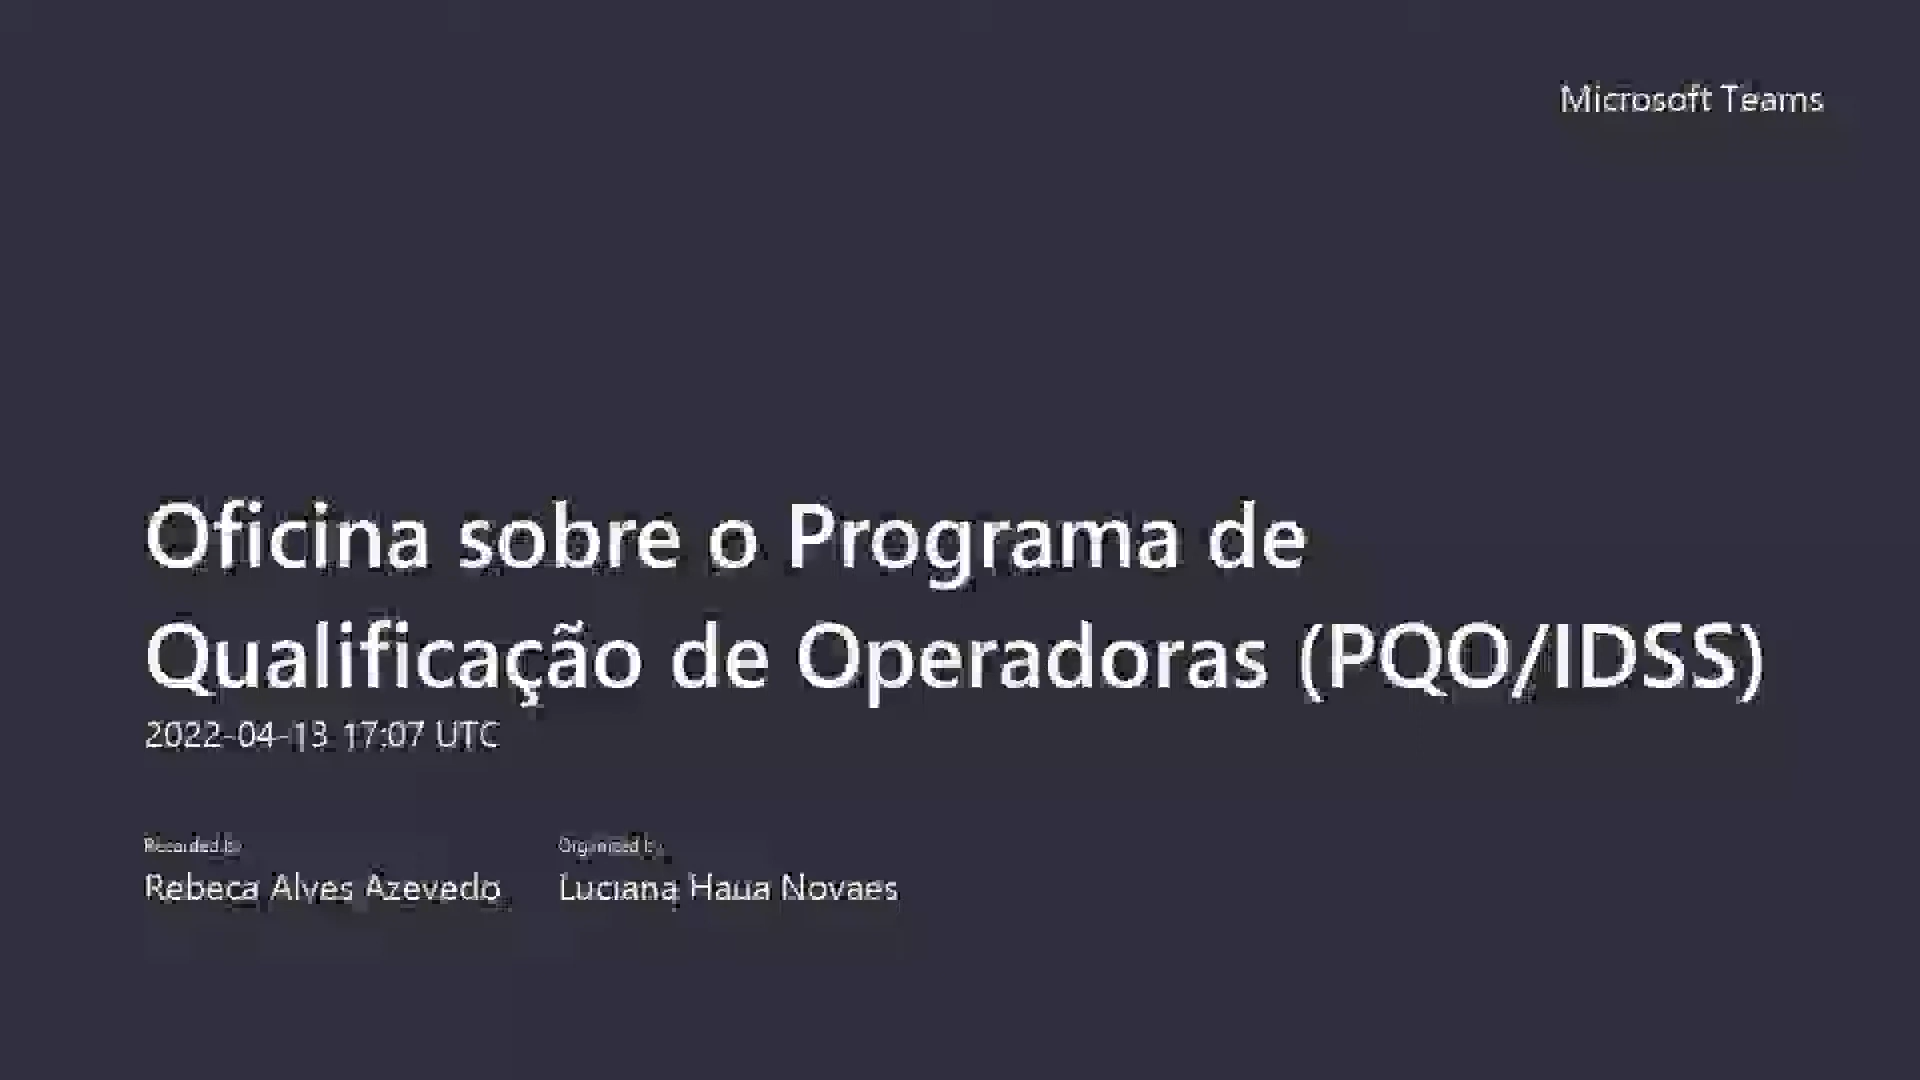 Microsoft Teams
Oficina sobre o Programa de
Qualificação de Operadoras (PQO/IDSS)
2022-04-13 17:07 UTC
Recorded by
Organized by
Rebeca Alves Azevedo
Luciana Haua Novaes